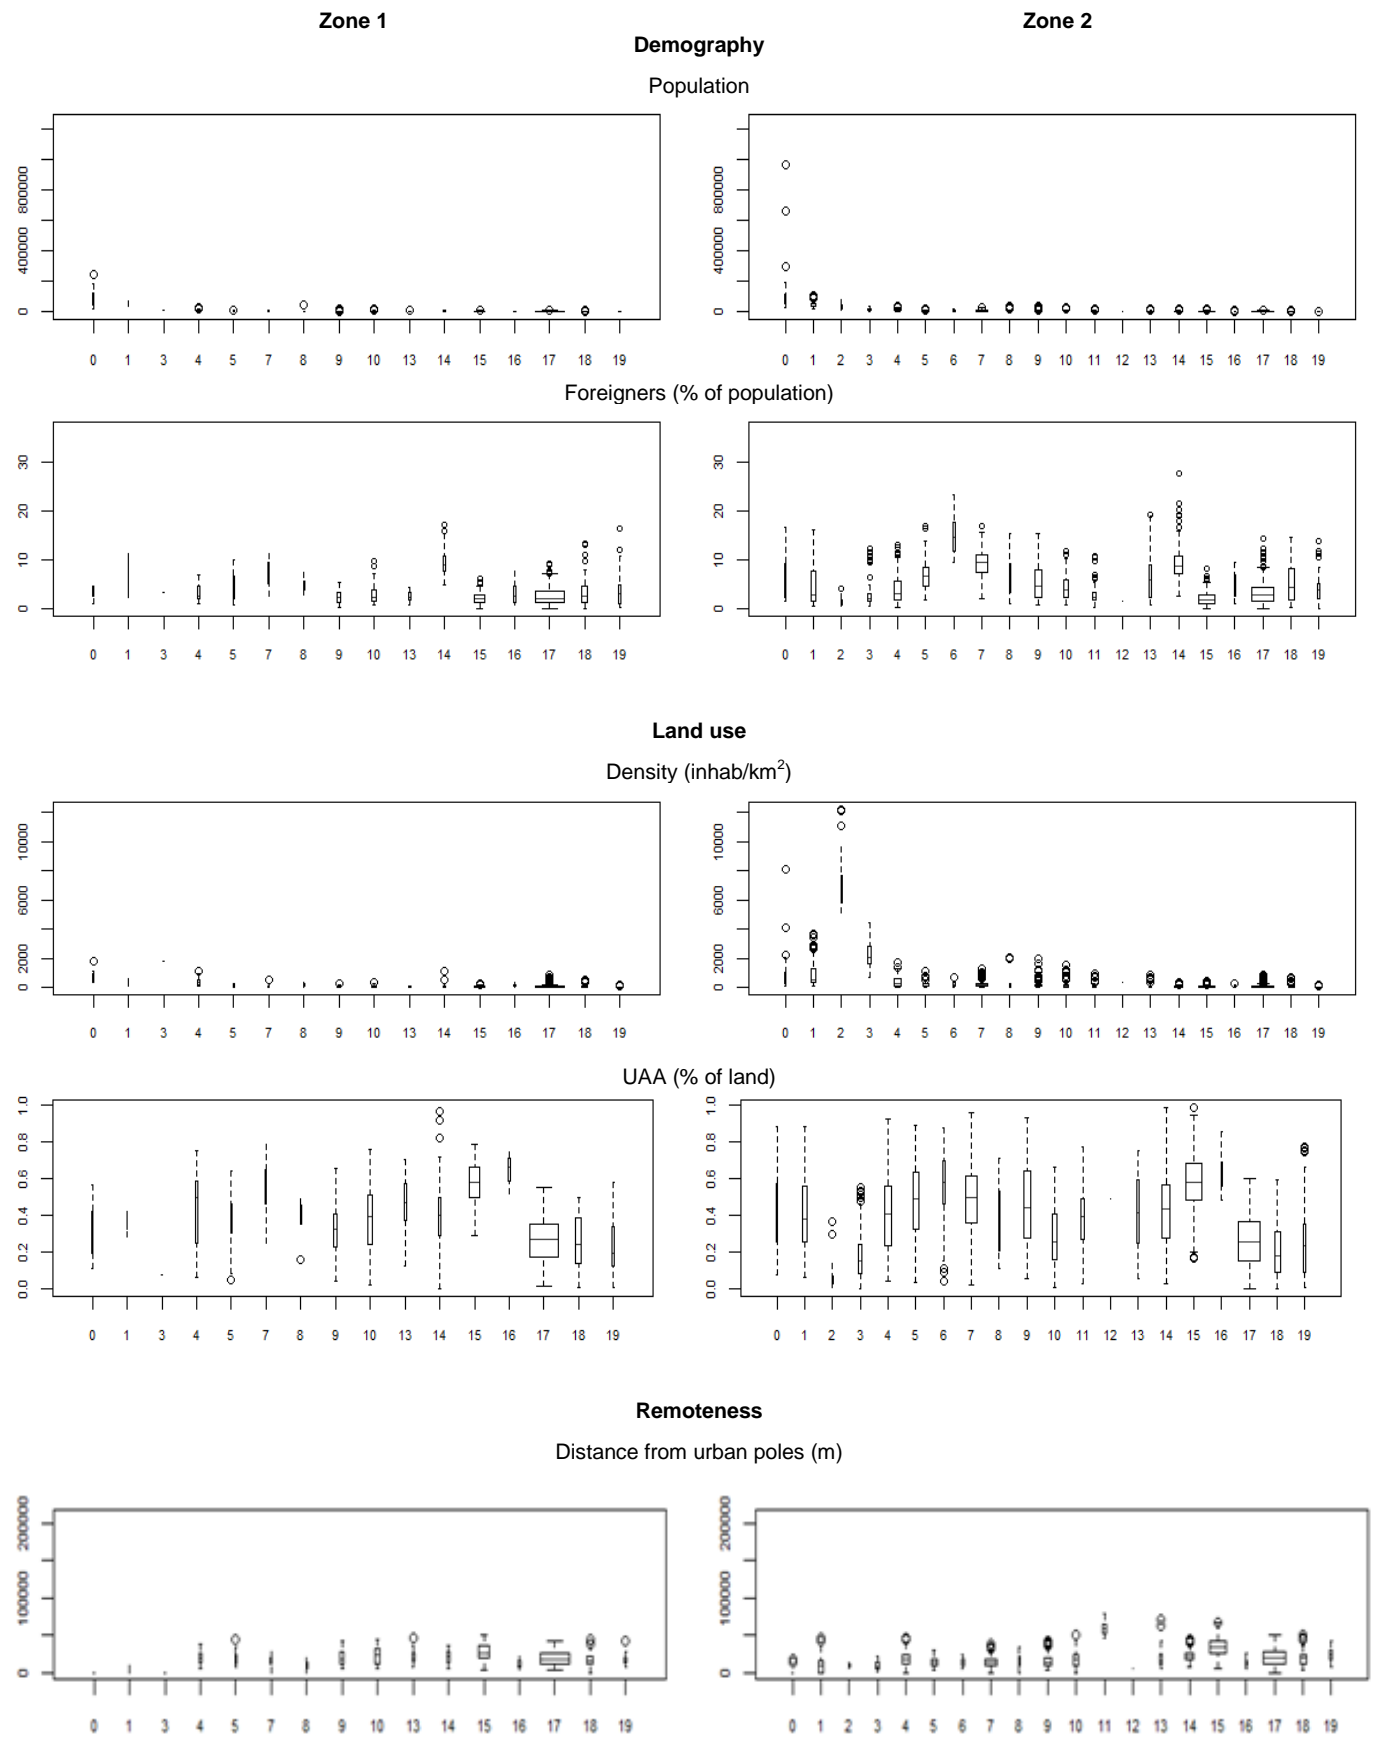 Zone 1 Zone 2
Demography
Population
0 400000 800000
0 1 3 4 5 7 8 9 10 13 14 15 16 17 18 19
0 400000 800000
0 1 2 3 4 5 6 7 8 9 10 11 12 13 14 15 16 17 18 19
Foreigners (% of population)
0 10 20 30
0 1 3 4 5 7 8 9 10 13 14 15 16 17 18 19
0 10 20 30
0 1 2 3 4 5 6 7 8 9 10 11 12 13 14 15 16 17 18 19
Land use
Density (inhab/km²)
0 2000 6000 10000
0 1 3 4 5 7 8 9 10 13 14 15 16 17 18 19
0 2000 6000 10000
0 1 2 3 4 5 6 7 8 9 10 11 12 13 14 15 16 17 18 19
UAA (% of land)
0.0 0.2 0.4 0.6 0.8 1.0
0 1 3 4 5 7 8 9 10 13 14 15 16 17 18 19
0.0 0.2 0.4 0.6 0.8 1.0
0 1 2 3 4 5 6 7 8 9 10 11 12 13 14 15 16 17 18 19
Remoteness
Distance from urban poles (m)
0 100000 200000
0 1 3 4 5 7 8 9 10 13 14 15 16 17 18 19
0 100000 200000
0 1 2 3 4 5 6 7 8 9 10 11 12 13 14 15 16 17 18 19